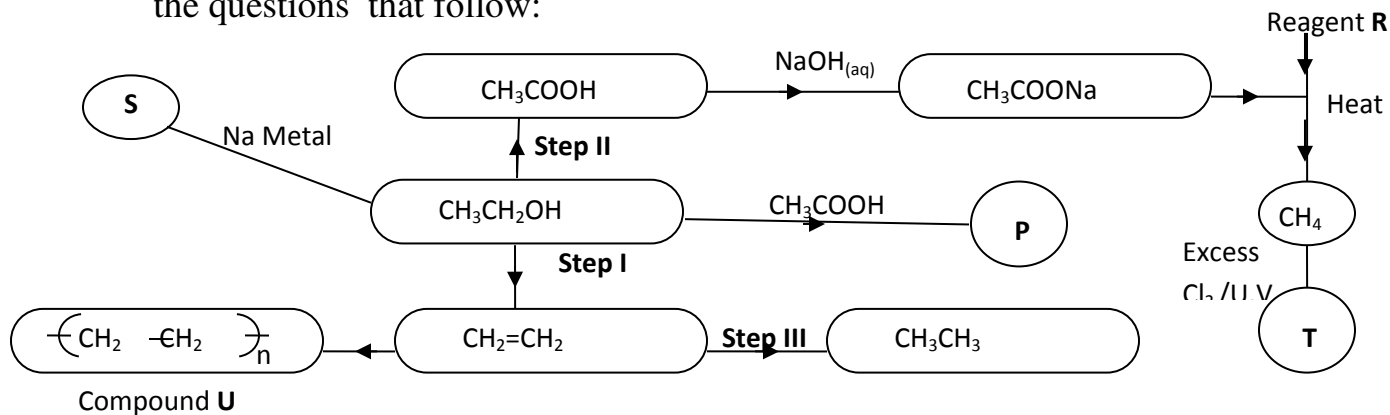 the questions that follow:
Reagent R
NaOH(aq)
CH₃COOH
CH₃COONa
S
Heat
Na Metal
Step II
CH₃CH₂OH
CH₃COOH
P
CH₄
Step I
Excess
Cl₂/U.V
CH₂=CH₂
Step III
CH₃CH₃
T
( CH₂ - CH₂ )n
Compound U